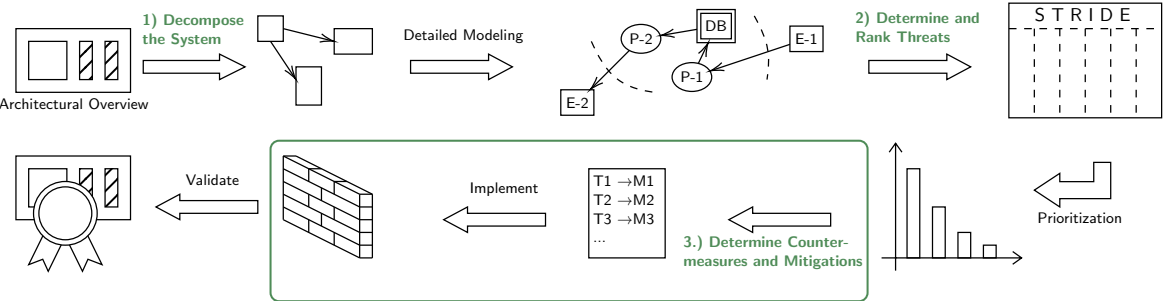 1) Decompose
the System
Architectural Overview
Detailed Modeling
P-2
DB
E-1
P-1
E-2
2) Determine and
Rank Threats
S T R I D E
Validate
Implement
T1 →M1
T2 →M2
T3 →M3
...
3.) Determine Counter-
measures and Mitigations
Prioritization